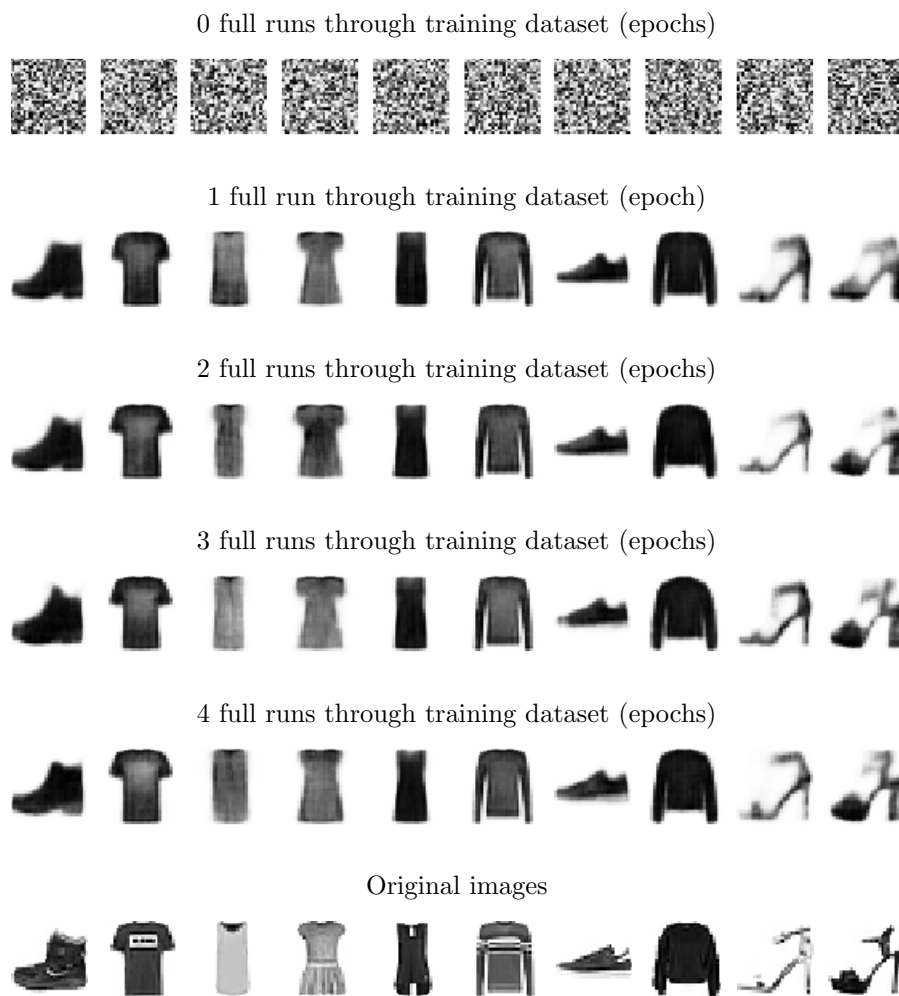 0 full runs through training dataset (epochs)
1 full run through training dataset (epoch)
2 full runs through training dataset (epochs)
3 full runs through training dataset (epochs)
4 full runs through training dataset (epochs)
Original images